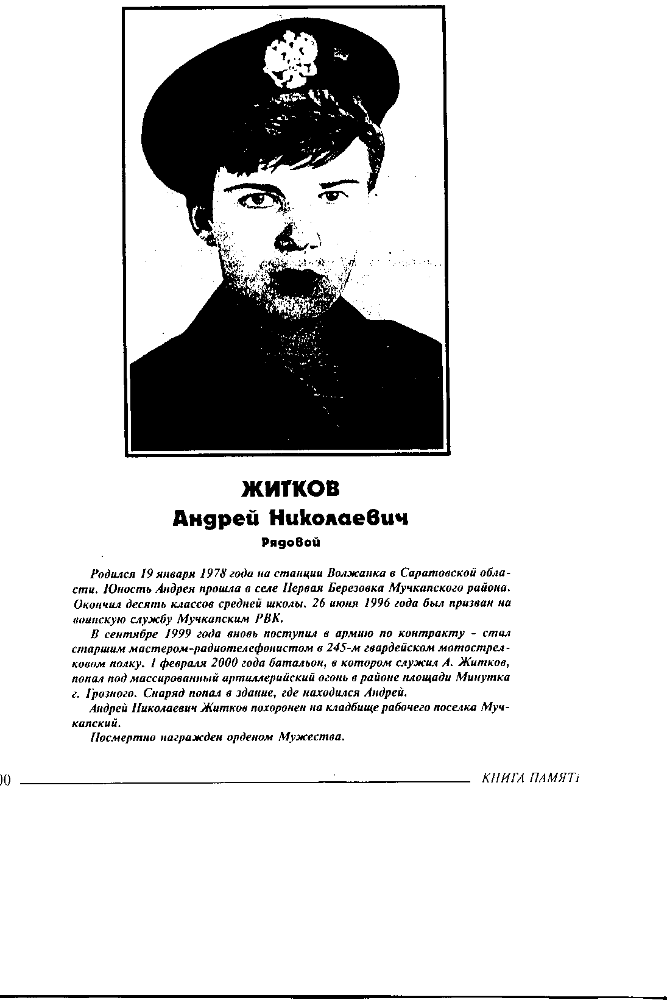 ЖИТКОВ
Андрей Николаевич
Рядовой
Родился 19 января 1978 года на станции Волжанка в Саратовской обла-
сти. Юность Андрея прошла в селе Первая Березовка Мучкапского района.
Окончил десять классов средней школы. 26 июня 1996 года был призван на
воинскую службу Мучкапским РВК.
В сентябре 1999 года вновь поступил в армию по контракту - стал
старшим мастером-радиотелефонистом в 245-м гвардейском мотострел-
ковом полку. 1 февраля 2000 года батальон, в котором служил А. Житков,
попал под массированный артиллерийский огонь в районе площади Минутка
г. Грозного. Снаряд попал в здание, где находился Андрей.
Андрей Николаевич Житков похоронен на кладбище рабочего поселка Муч-
капский.
Посмертно награжден орденом Мужества.
КНИГА